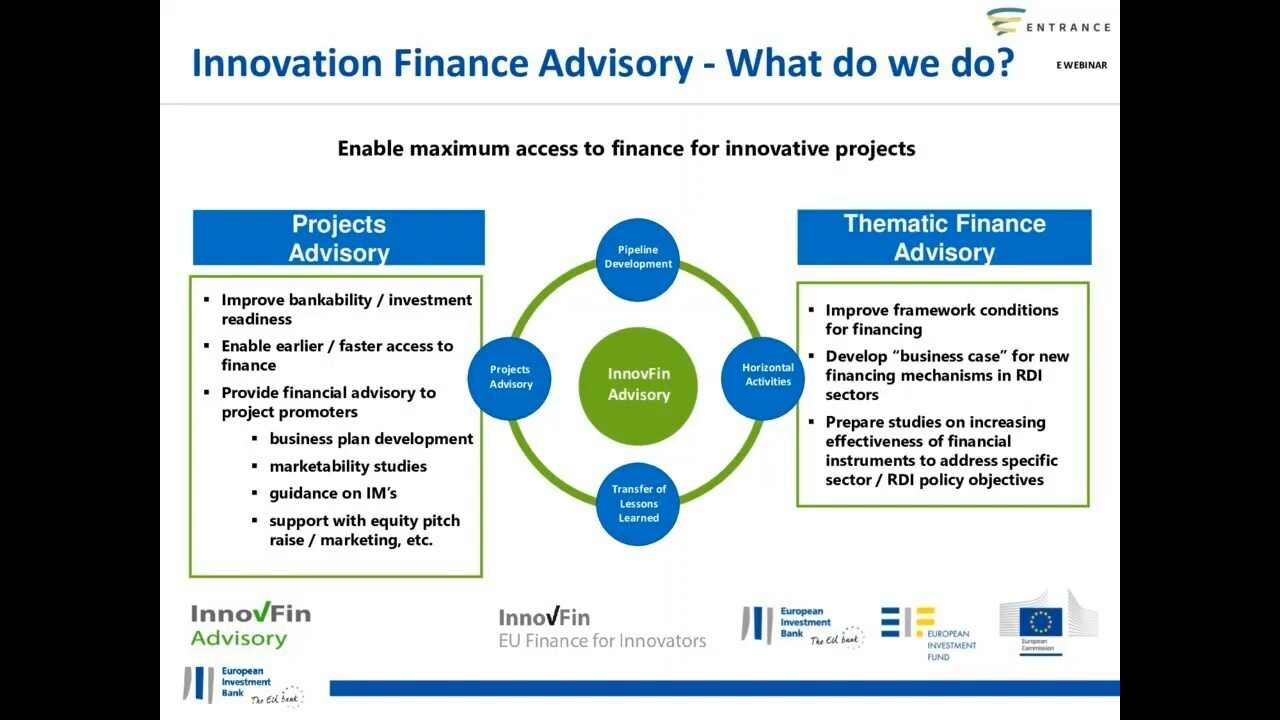 ENTRANCE
Innovation Finance Advisory - What do we do?
E WEBINAR
Enable maximum access to finance for innovative projects
Projects
Advisory
▪ Improve bankability / investment
readiness
▪ Enable earlier / faster access to
finance
▪ Provide financial advisory to
project promoters
▪ business plan development
▪ marketability studies
▪ guidance on IM's
▪ support with equity pitch
raise / marketing, etc.
Pipeline
Development
Projects
Advisory
InnovFin
Advisory
Horizontal
Activities
Transfer of
Lessons
Learned
Thematic Finance
Advisory
▪ Improve framework conditions
for financing
▪ Develop “business case” for new
financing mechanisms in RDI
sectors
▪ Prepare studies on increasing
effectiveness of financial
instruments to address specific
sector / RDI policy objectives
InnovFin
Advisory
InnovFin
EU Finance for Innovators
European
Investment
Bank
The EU bank
EIF
EUROPEAN
INVESTMENT
FUND
European
Commission
European
Investment
Bank
The EU bank